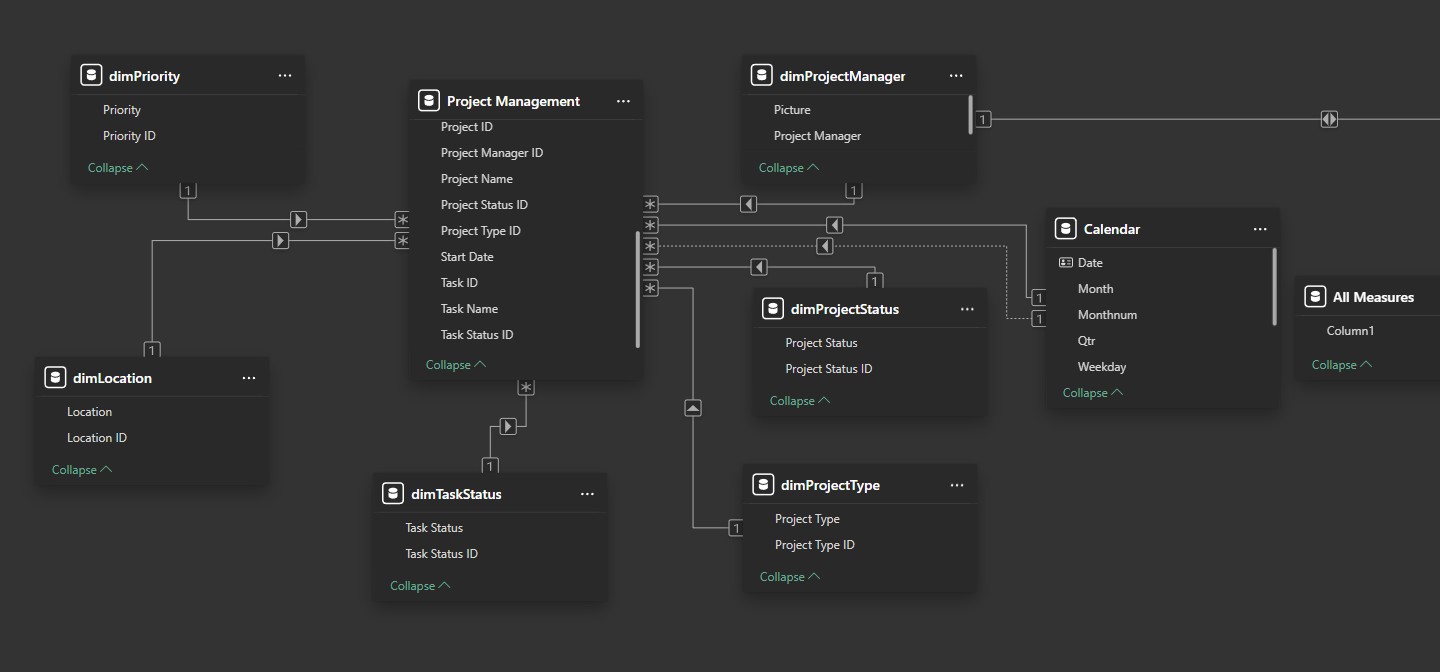 dimPriority
Priority
Priority ID
Collapse
1
*
*
1
dimLocation
Location
Location ID
Collapse
Project Management
Project ID
Project Manager ID
Project Name
Project Status ID
Project Type ID
Start Date
Task ID
Task Name
Task Status ID
Collapse
*
1
dimTaskStatus
Task Status
Task Status ID
Collapse
dimProjectManager
Picture
Project Manager
Collapse
1
1
*
*
*
*
*
1
dimProjectStatus
Project Status
Project Status ID
Collapse
1
dimProjectType
Project Type
Project Type ID
Collapse
1
1
Calendar
Date
Month
Monthnum
Qtr
Weekday
Collapse
All Measures
Column1
Collapse